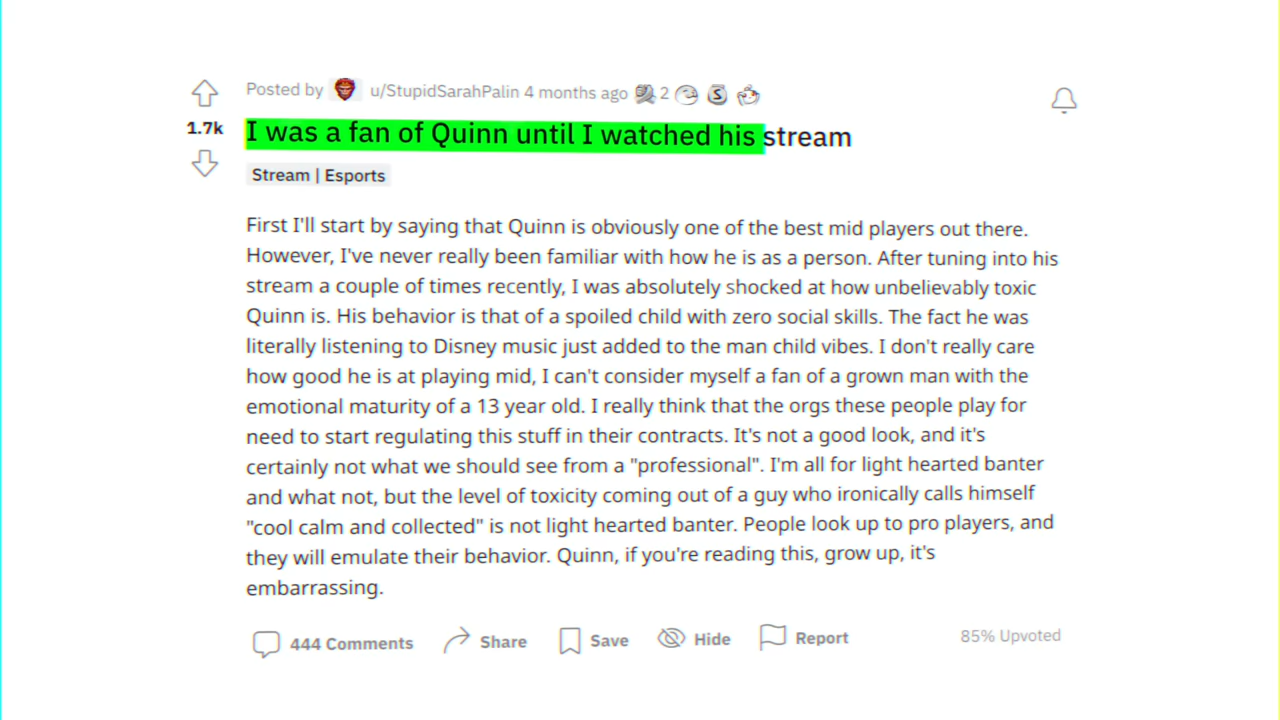 Posted by u/StupidSarahPalin 4 months ago 2 S
1.7k
I was a fan of Quinn until I watched his stream
Stream | Esports
First I'll start by saying that Quinn is obviously one of the best mid players out there.
However, I've never really been familiar with how he is as a person. After tuning into his
stream a couple of times recently, I was absolutely shocked at how unbelievably toxic
Quinn is. His behavior is that of a spoiled child with zero social skills. The fact he was
literally listening to Disney music just added to the man child vibes. I don't really care
how good he is at playing mid, I can't consider myself a fan of a grown man with the
emotional maturity of a 13 year old. I really think that the orgs these people play for
need to start regulating this stuff in their contracts. It's not a good look, and it's
certainly not what we should see from a "professional". I'm all for light hearted banter
and what not, but the level of toxicity coming out of a guy who ironically calls himself
"cool calm and collected" is not light hearted banter. People look up to pro players, and
they will emulate their behavior. Quinn, if you're reading this, grow up, it's
embarrassing.
444 Comments Share Save Hide Report 85% Upvoted